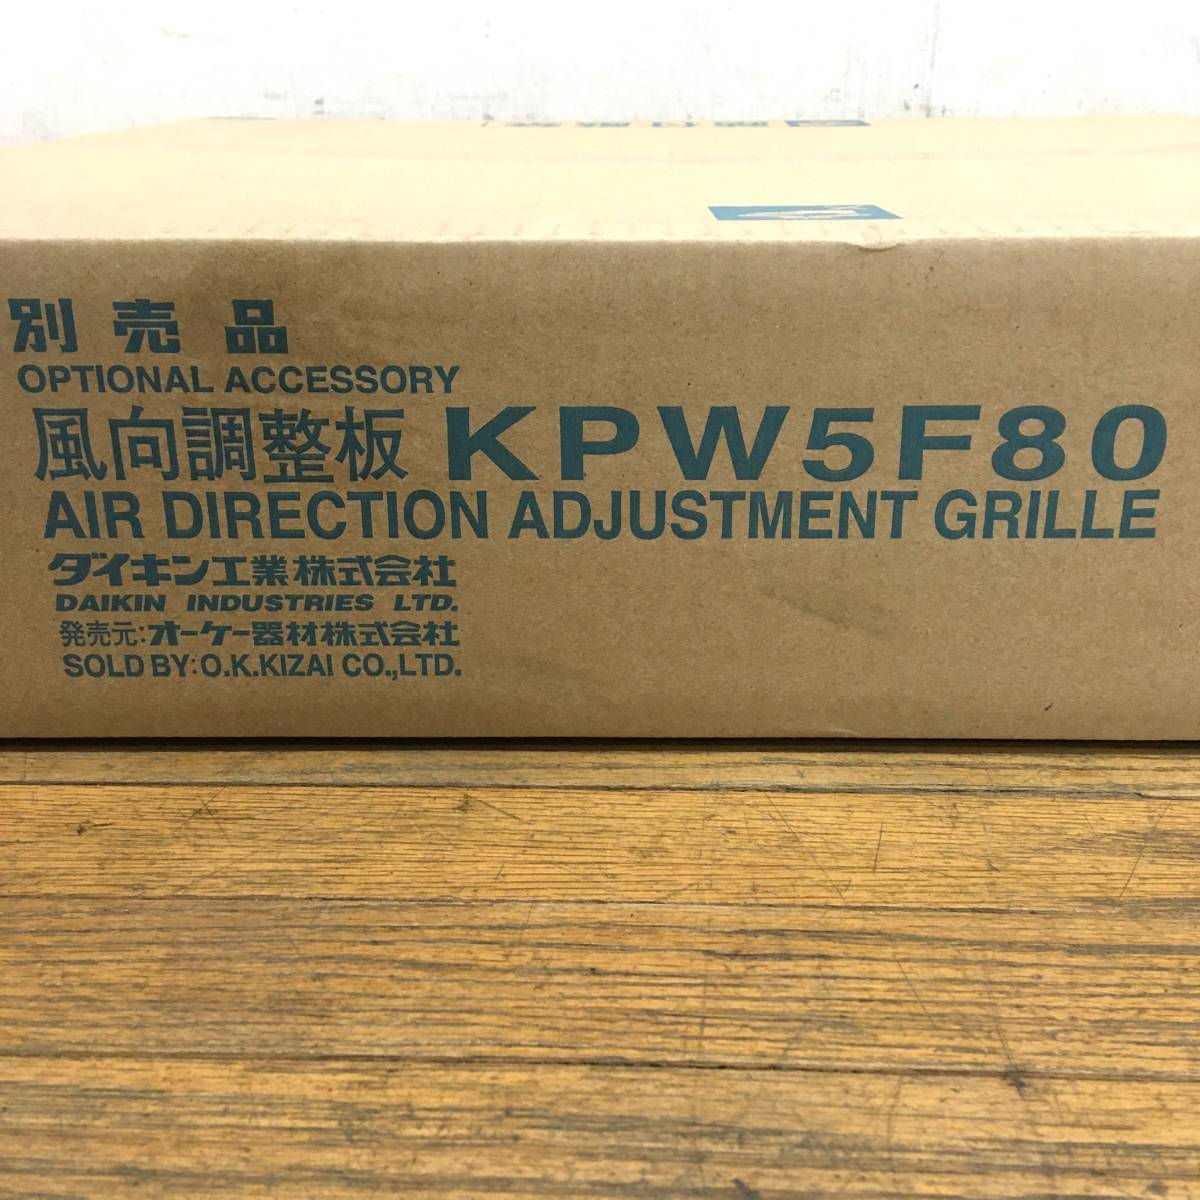 別売品
OPTIONAL ACCESSORY
風向調整板 KPW5F80
AIR DIRECTION ADJUSTMENT GRILLE
ダイキン工業株式会社
DAIKIN INDUSTRIES LTD.
発売元:オーケー器材株式会社
SOLD BY:O.K.KIZAI CO.,LTD.